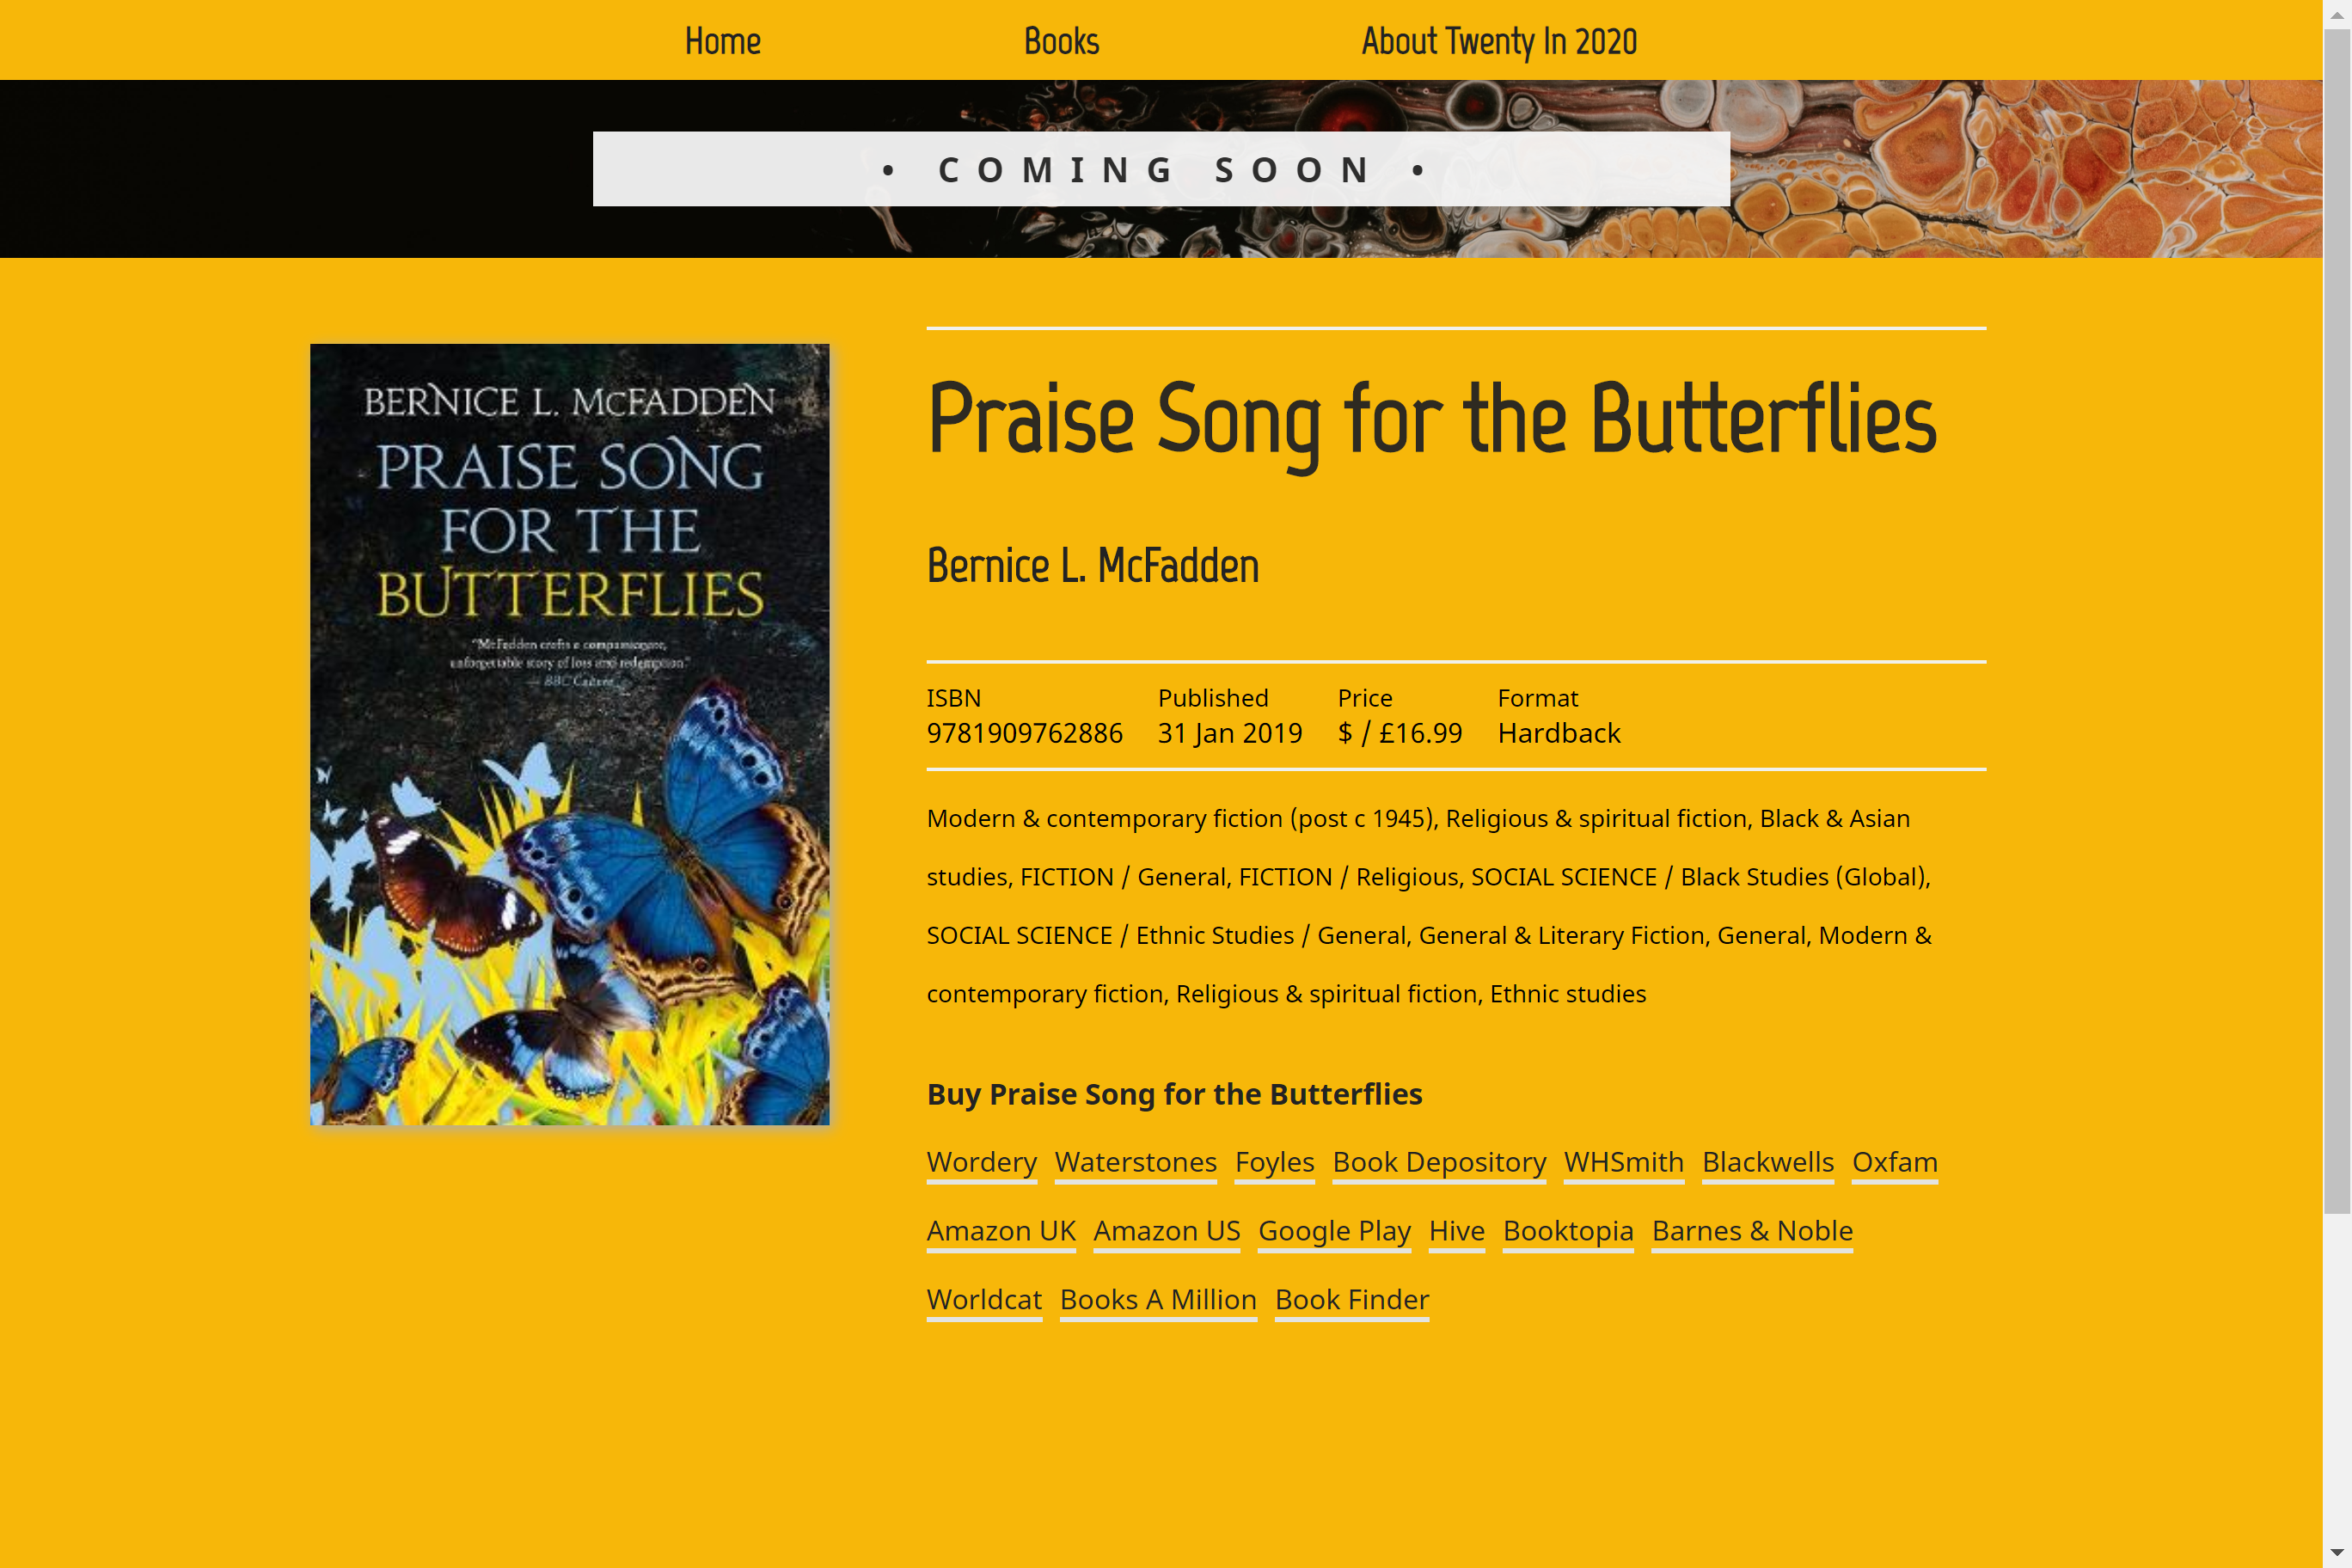 Home Books About Twenty In 2020
• COMING SOON •
BERNICE L. McFADDEN
PRAISE SONG
FOR THE
BUTTERFLIES
"McFadden crafts a compassionate,
unforgettable story of loss and redemption."
— BBC Culture
Praise Song for the Butterflies
Bernice L. McFadden
ISBN Published Price Format
9781909762886 31 Jan 2019 $ / £16.99 Hardback
Modern & contemporary fiction (post c 1945), Religious & spiritual fiction, Black & Asian
studies, FICTION / General, FICTION / Religious, SOCIAL SCIENCE / Black Studies (Global),
SOCIAL SCIENCE / Ethnic Studies / General, General & Literary Fiction, General, Modern &
contemporary fiction, Religious & spiritual fiction, Ethnic studies
Buy Praise Song for the Butterflies
Wordery Waterstones Foyles Book Depository WHSmith Blackwells Oxfam
Amazon UK Amazon US Google Play Hive Booktopia Barnes & Noble
Worldcat Books A Million Book Finder